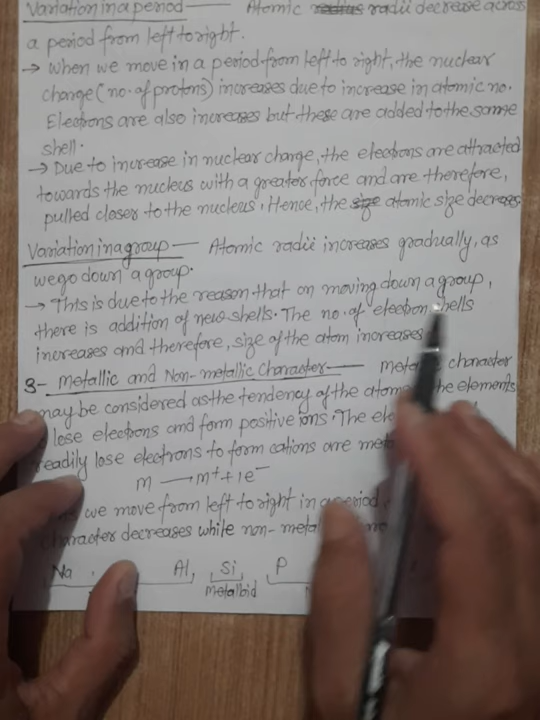 Variation in a period — Atomic radii decrease across
a period from left to right.
→ When we move in a period from left to right, the nuclear
change (no. of protons) increases due to increase in atomic no.
Electrons are also increases but these are added to the same
shell.
→ Due to increase in nuclear charge, the electrons are attracted
towards the nucleus with a greater force and are therefore,
pulled closer to the nucleus. Hence, the size atomic size decreases
Variation in a group — Atomic radii increases gradually, as
we go down a group.
→ This is due to the reason that on moving down a group,
there is addition of new shells. The no. of electron shells
increases and therefore, size of the atom increases
3- Metallic and Non-metallic Character — character
may be considered as the tendency of the elements
lose electrons and form positive ions. The
readily lose electrons to form cations are
m → m⁺ + 1e⁻
we move from left to right in a period
character decreases while non-
Na Al, Si P
metalloid